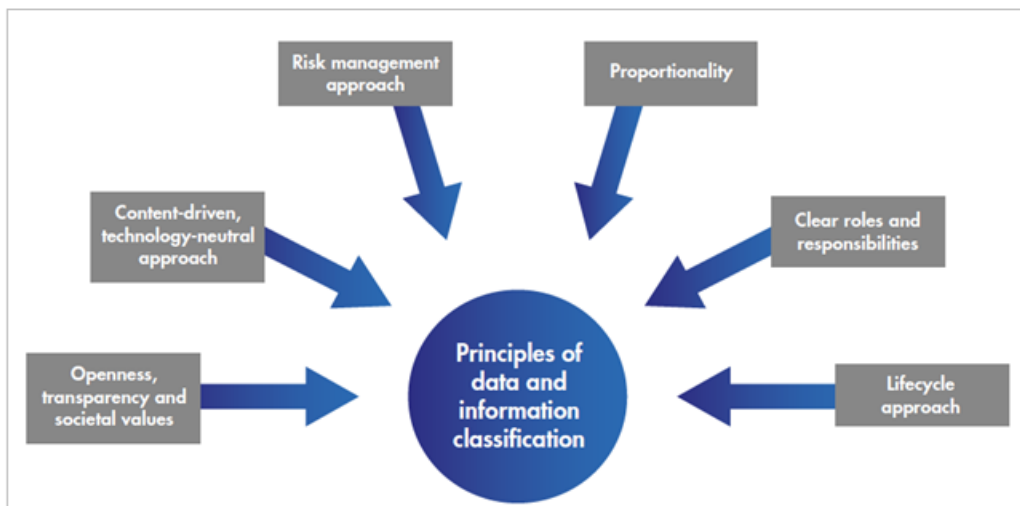 Risk management
approach
Proportionality
Content-driven,
technology-neutral
approach
Clear roles and
responsibilities
Openness,
transparency and
societal values
Principles of
data and
information
classification
Lifecycle
approach